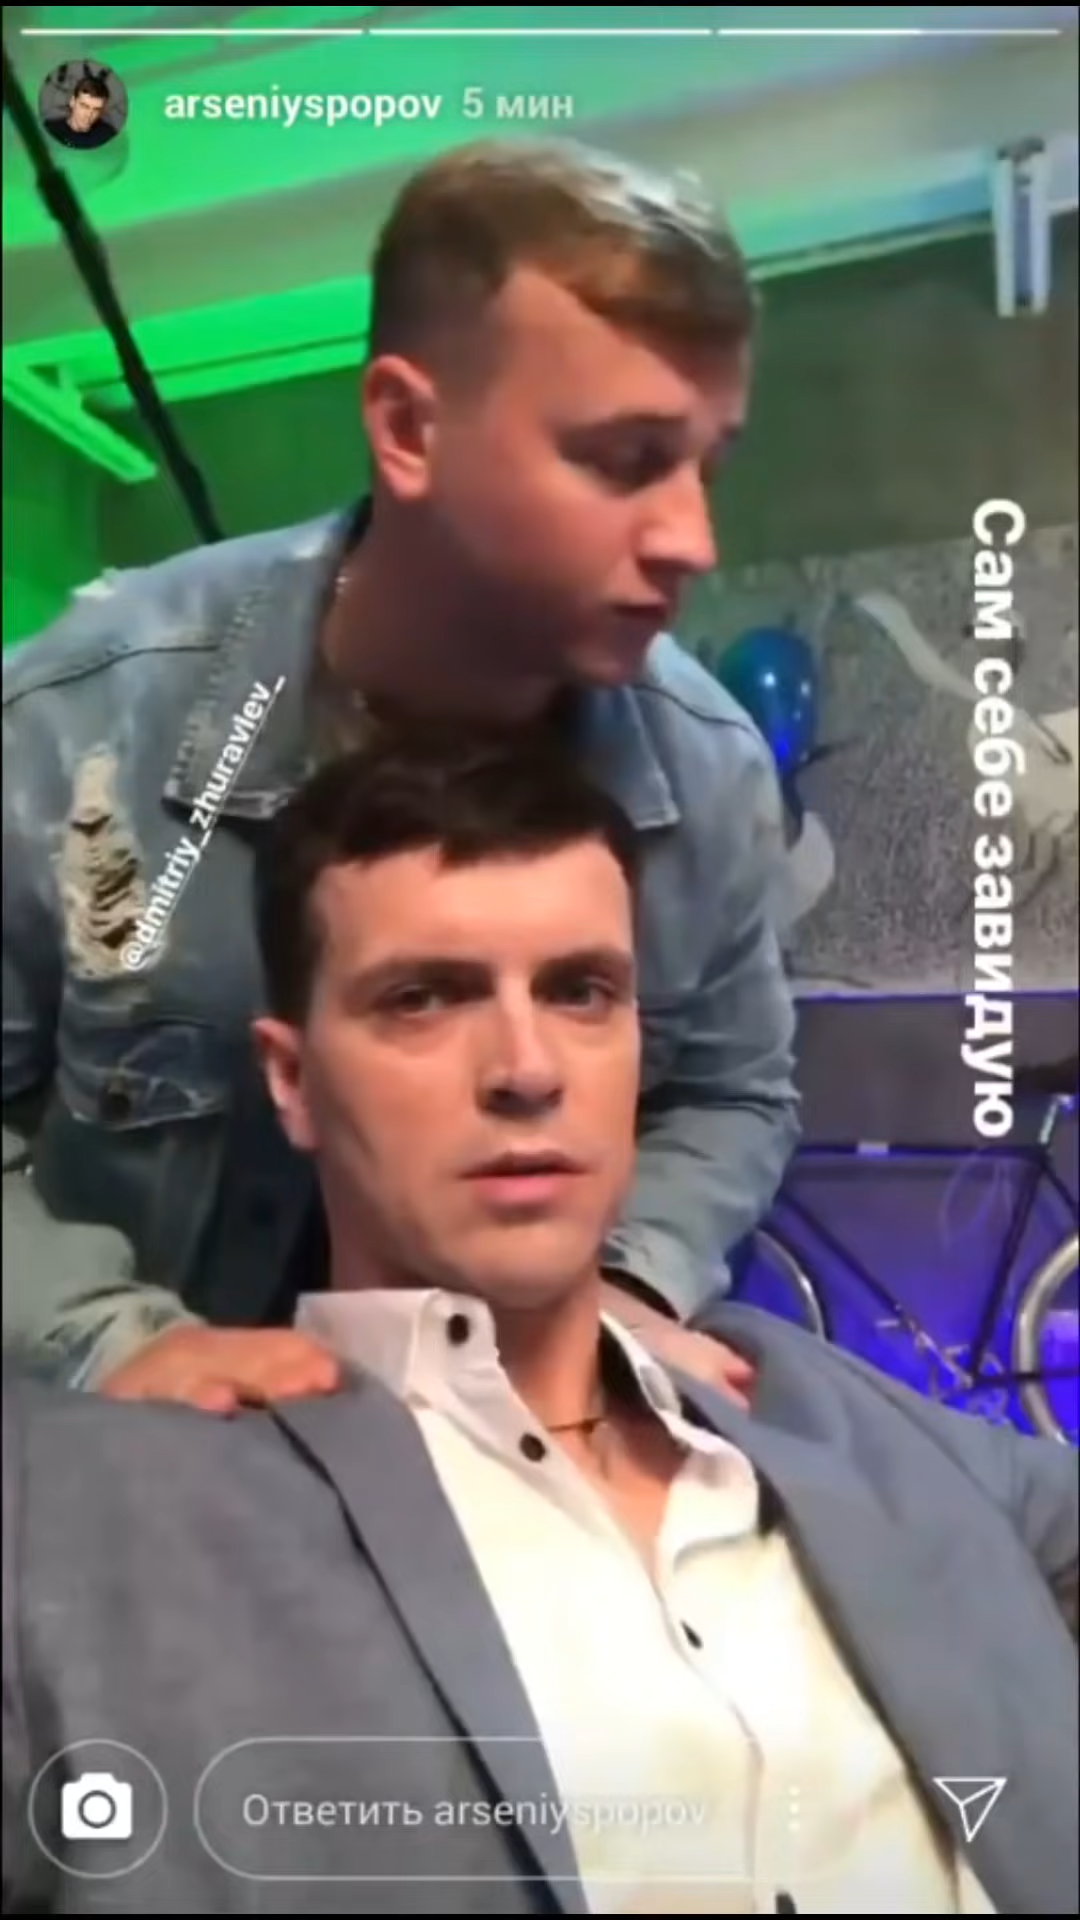 arseniyspopov 5 мин
@dmitriy_zhuravlev_
Сам себе завидую
Ответить arseniyspopov